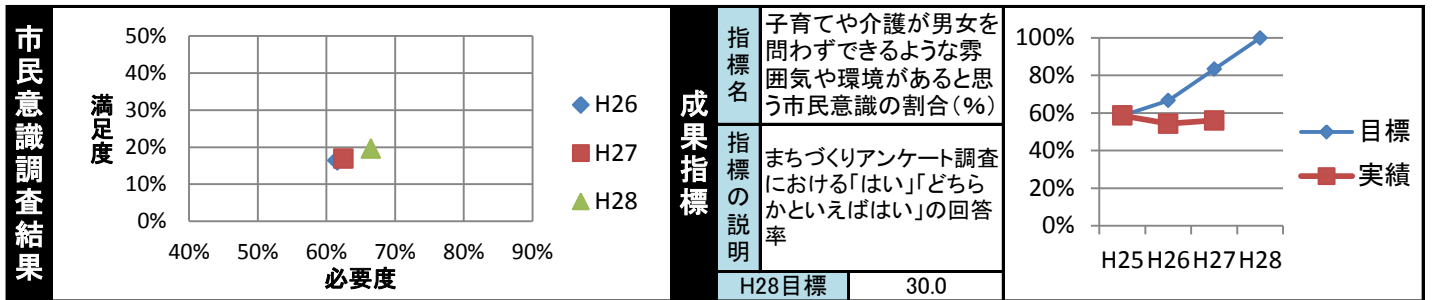 市民意識調査結果
満足度
50%
40%
30%
20%
10%
0%
40% 50% 60% 70% 80% 90%
必要度
H26
H27
H28
成果指標
指標名
子育てや介護が男女を
問わずできるような雰
囲気や環境があると思
う市民意識の割合(%)
指標の説明
まちづくりアンケート調査
における「はい」「どちら
かといえばはい」の回答
率
H28目標 30.0
100%
80%
60%
40%
20%
0%
H25 H26 H27 H28
目標
実績